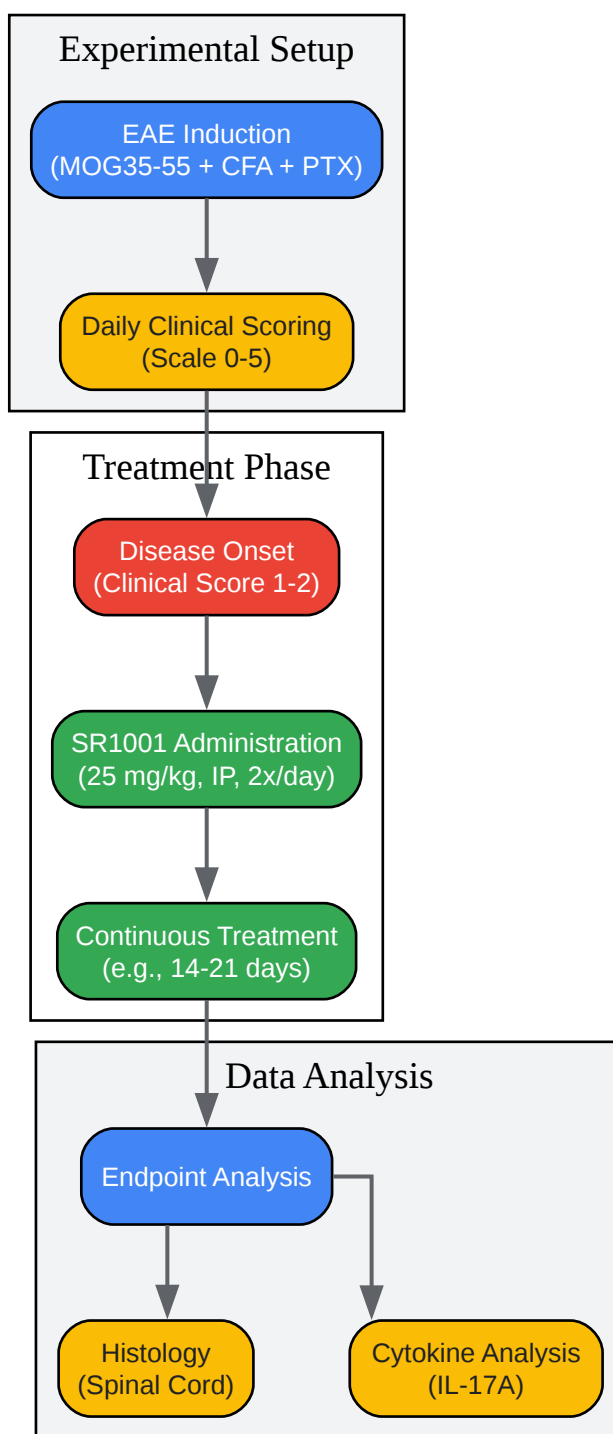 Experimental Setup
EAE Induction
(MOG35-55 + CFA + PTX)
Daily Clinical Scoring
(Scale 0-5)
Treatment Phase
Disease Onset
(Clinical Score 1-2)
SR1001 Administration
(25 mg/kg, IP, 2x/day)
Continuous Treatment
(e.g., 14-21 days)
Data Analysis
Endpoint Analysis
Histology
(Spinal Cord)
Cytokine Analysis
(IL-17A)